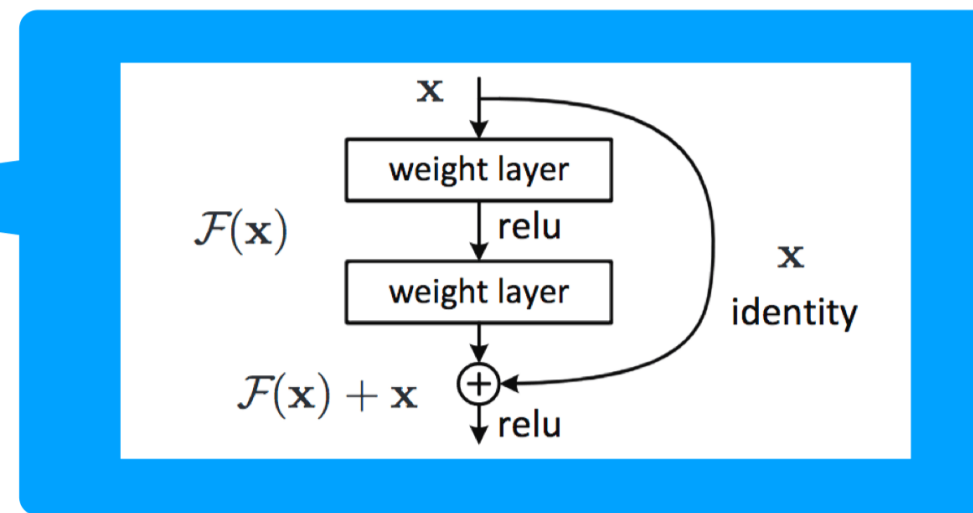 x
weight layer
relu
F(x)
weight layer
x
identity
F(x) + x
+
relu